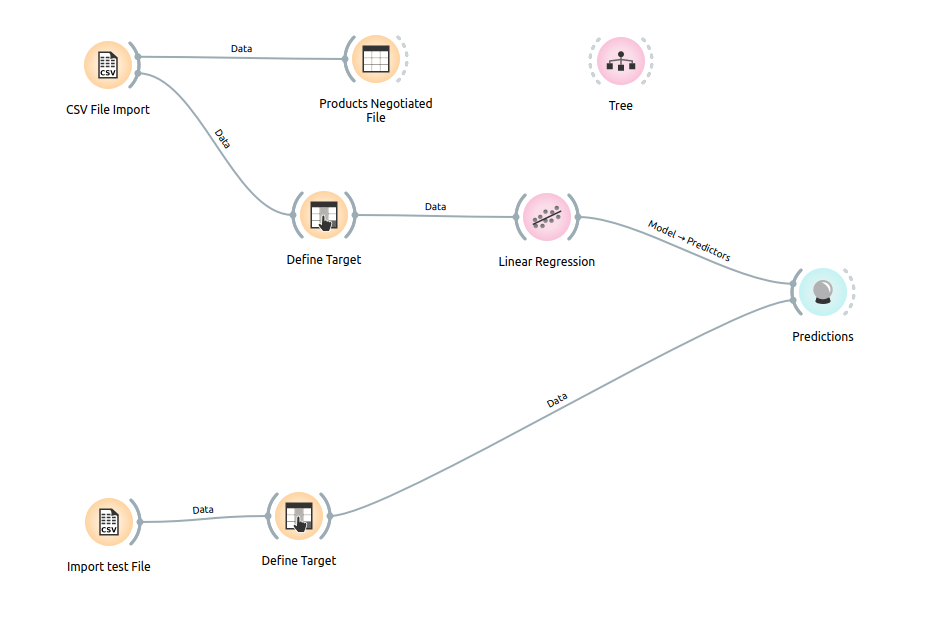 Data
CSV
CSV File Import
Products Negotiated
File
Tree
Data
Data
Define Target
Linear Regression
Model → Predictors
Predictions
Data
CSV
Data
Import test File
Define Target